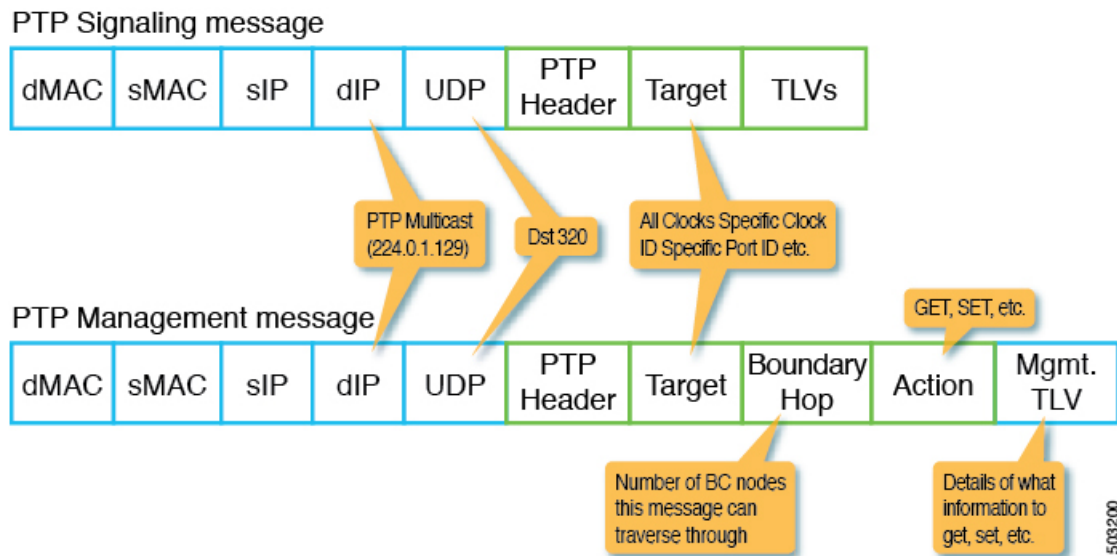 PTP Signaling message
dMAC sMAC sIP dIP UDP PTP Header Target TLVs
PTP Multicast
(224.0.1.129)
Dst 320
All Clocks Specific Clock
ID Specific Port ID etc.
GET, SET, etc.
PTP Management message
dMAC sMAC sIP dIP UDP PTP Header Target Boundary Hop Action Mgmt. TLV
Number of BC nodes
this message can
traverse through
Details of what
information to
get, set, etc.
503200